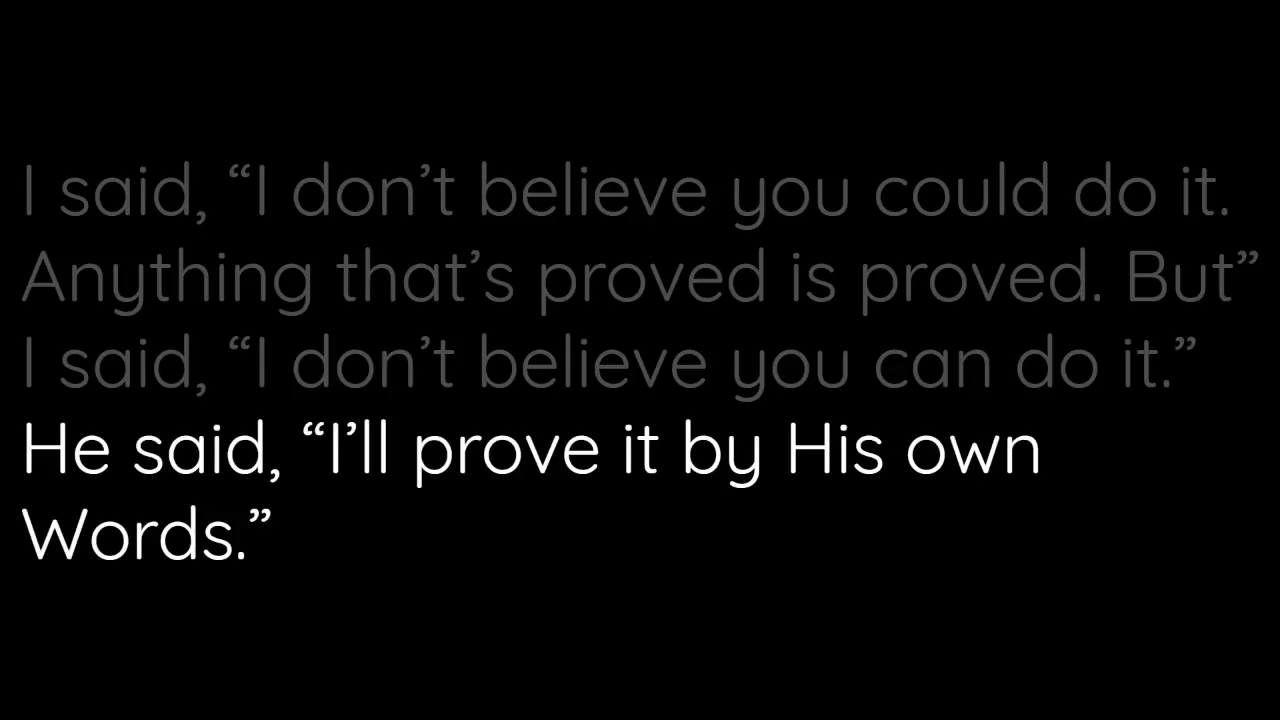 I said, “I don’t believe you could do it.
Anything that’s proved is proved. But”
I said, “I don’t believe you can do it.”
He said, “I’ll prove it by His own
Words.”